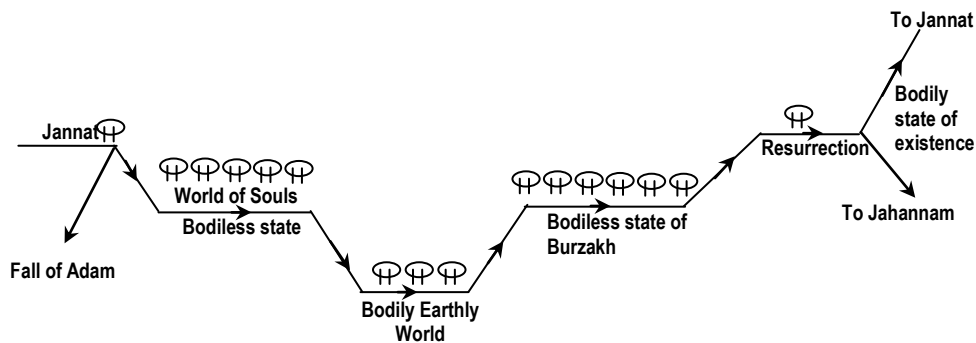 To Jannat
Jannat
Bodily
state of
existence
Resurrection
World of Souls
Bodiless state
Bodiless state of
Burzakh
To Jahannam
Fall of Adam
Bodily Earthly
World